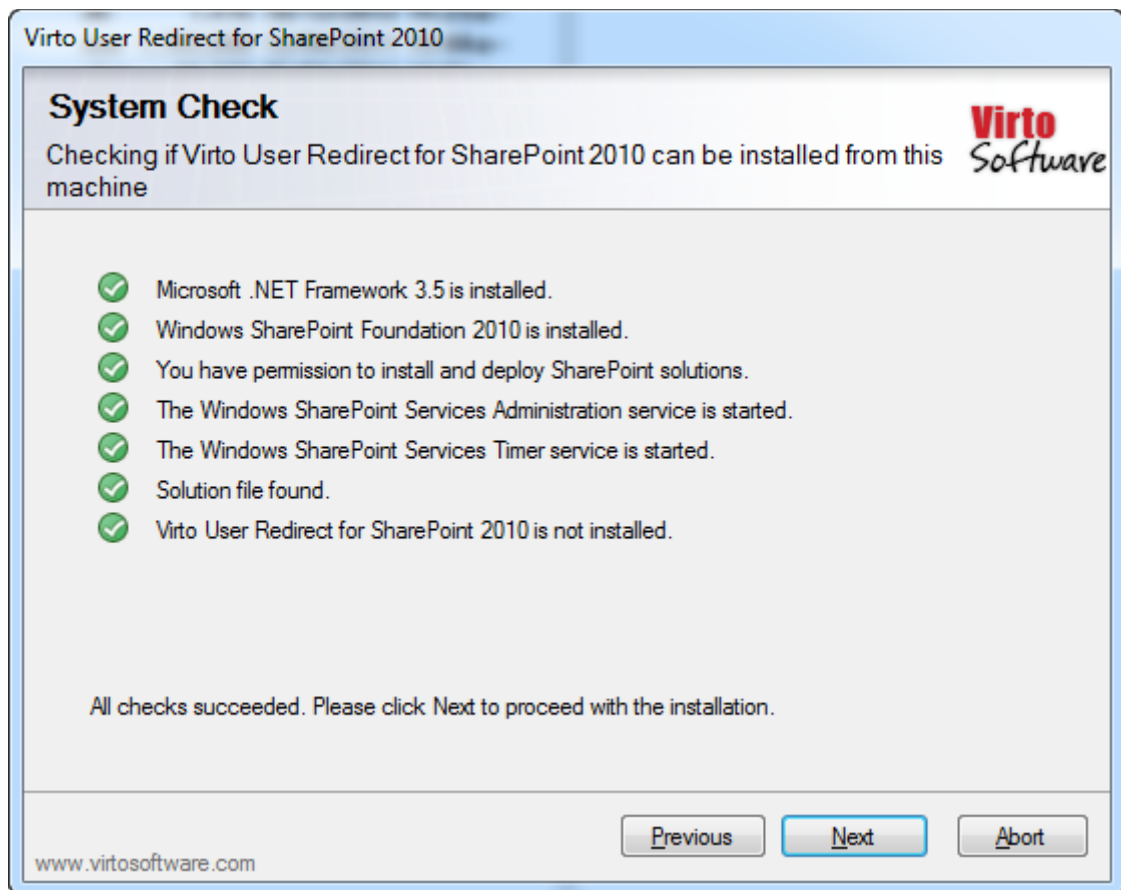 Virto User Redirect for SharePoint 2010
System Check
Checking if Virto User Redirect for SharePoint 2010 can be installed from this
machine
Virto
Software
Microsoft .NET Framework 3.5 is installed.
Windows SharePoint Foundation 2010 is installed.
You have permission to install and deploy SharePoint solutions.
The Windows SharePoint Services Administration service is started.
The Windows SharePoint Services Timer service is started.
Solution file found.
Virto User Redirect for SharePoint 2010 is not installed.
All checks succeeded. Please click Next to proceed with the installation.
Previous
Next
Abort
www.virtosoftware.com